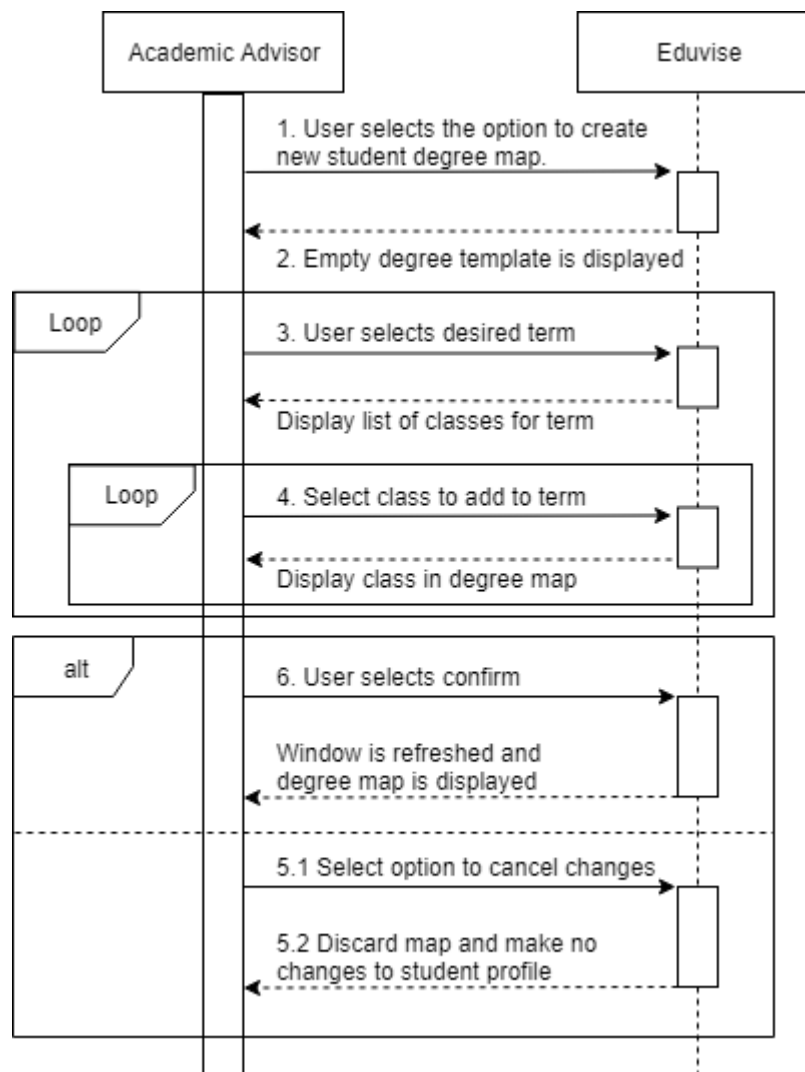 Academic Advisor
Eduvise
1. User selects the option to create
new student degree map.
2. Empty degree template is displayed
Loop
3. User selects desired term
Display list of classes for term
Loop
4. Select class to add to term
Display class in degree map
alt
6. User selects confirm
Window is refreshed and
degree map is displayed
5.1 Select option to cancel changes
5.2 Discard map and make no
changes to student profile